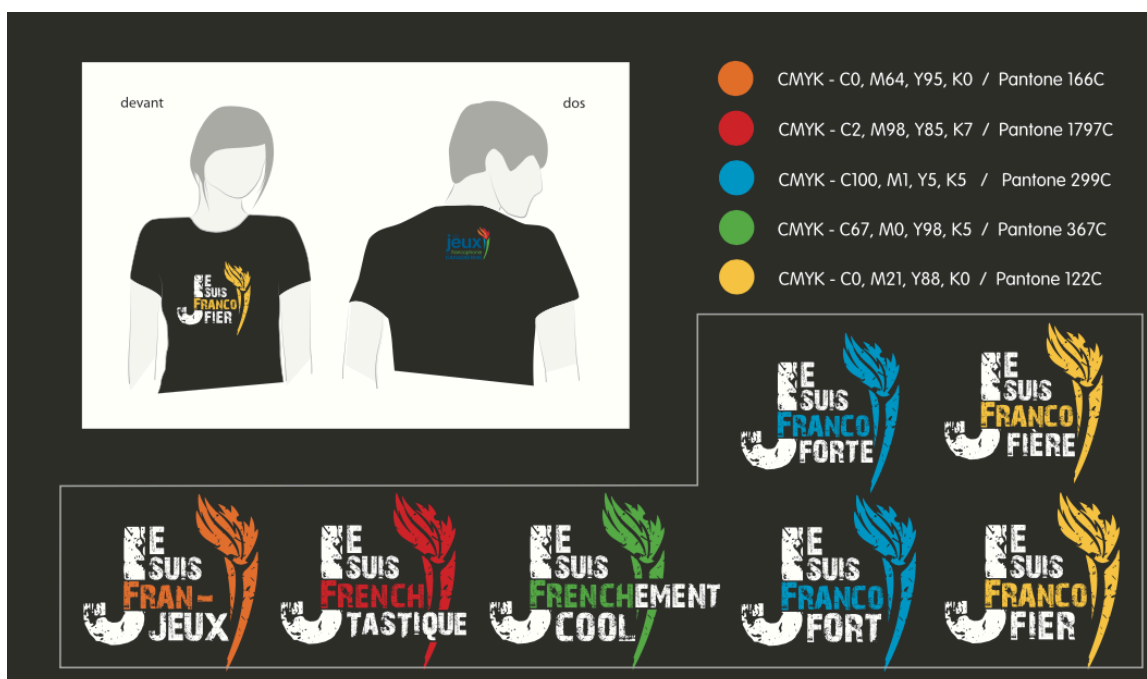 devant
dos
JE
SUIS
FRANCO
FIER
jeux
CMYK - C0, M64, Y95, K0 / Pantone 166C
CMYK - C2, M98, Y85, K7 / Pantone 1797C
CMYK - C100, M1, Y5, K5 / Pantone 299C
CMYK - C67, M0, Y98, K5 / Pantone 367C
CMYK - C0, M21, Y88, K0 / Pantone 122C
JE
SUIS
FRANCO
FORTE
JE
SUIS
FRANCO
FIÈRE
JE
SUIS
FRAN-
JEUX
JE
SUIS
FRENCH
TASTIQUE
JE
SUIS
FRENCHEMENT
COOL
JE
SUIS
FRANCO
FORT
JE
SUIS
FRANCO
FIER